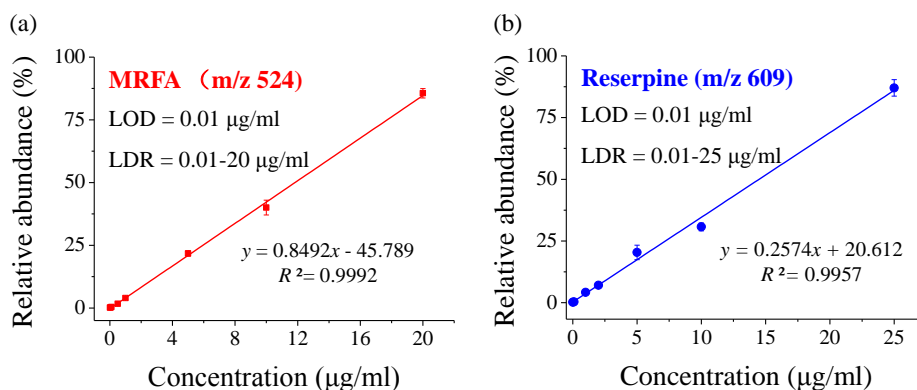 (a)
MRFA （m/z 524)
LOD = 0.01 μg/ml
LDR = 0.01-20 μg/ml
y = 0.8492x - 45.789
R ²= 0.9992
Relative abundance (%)
100
75
50
25
0
0 4 8 12 16 20
Concentration (μg/ml)
(b)
Reserpine (m/z 609)
LOD = 0.01 μg/ml
LDR = 0.01-25 μg/ml
y = 0.2574x + 20.612
R ²= 0.9957
Relative abundance (%)
100
75
50
25
0
0 5 10 15 20 25
Concentration (μg/ml)